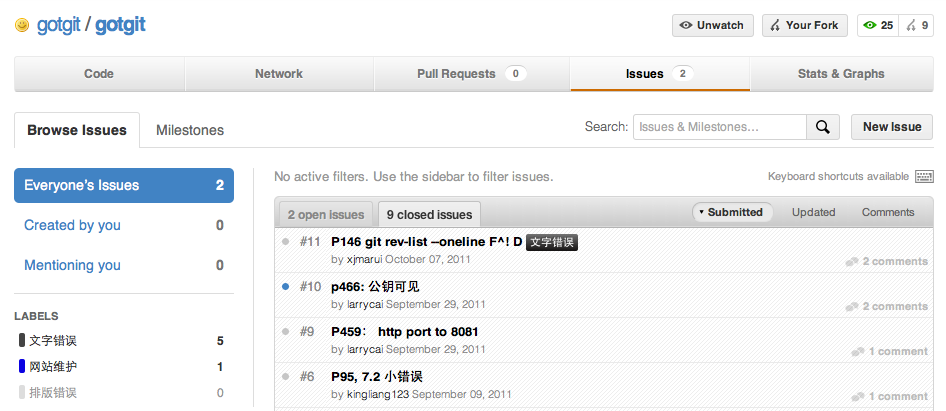 gotgit / gotgit
Unwatch
Your Fork
25
9
Code
Network
Pull Requests 0
Issues 2
Stats & Graphs
Browse Issues
Milestones
Search: Issues & Milestones...
New Issue
Everyone's Issues 2
Created by you 0
Mentioning you 0
LABELS
文字错误 5
网站维护 1
排版错误 0
No active filters. Use the sidebar to filter issues.
Keyboard shortcuts available
2 open issues
9 closed issues
Submitted
Updated
Comments
#11 P146 git rev-list --oneline F^! D 文字错误
by xjmarui October 07, 2011
2 comments
#10 p466: 公钥可见
by larrycai September 29, 2011
2 comments
#9 P459： http port to 8081
by larrycai September 29, 2011
1 comment
#6 P95, 7.2 小错误
by kingliang123 September 09, 2011
1 comment